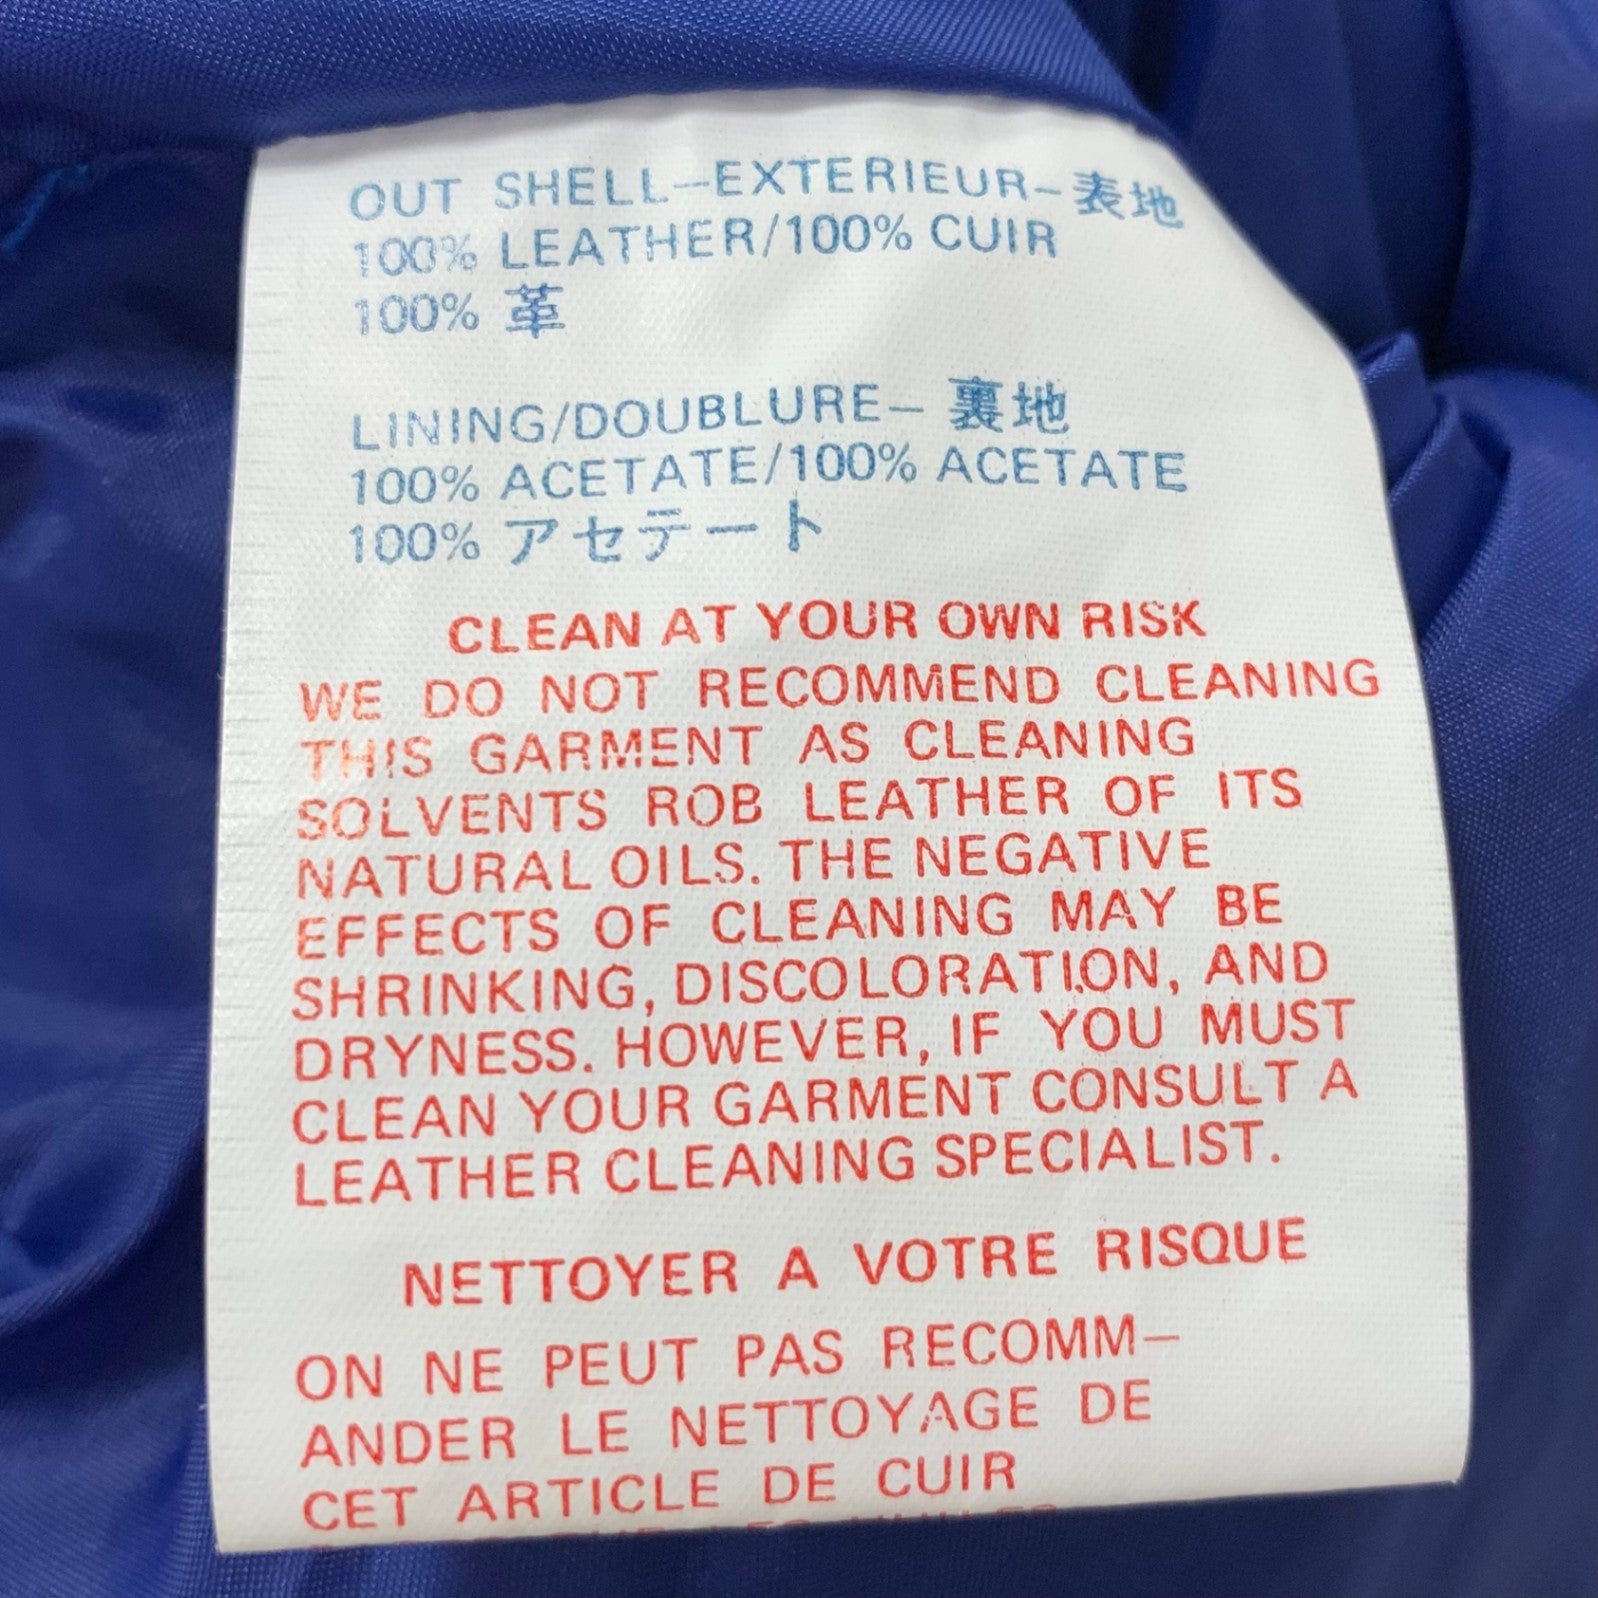 OUT SHELL—EXTERIEUR—表地
100% LEATHER/100% CUIR
100% 革
LINING/DOUBLURE— 裏地
100% ACETATE/100% ACETATE
100% アセテート
CLEAN AT YOUR OWN RISK
WE DO NOT RECOMMEND CLEANING
THIS GARMENT AS CLEANING
SOLVENTS ROB LEATHER OF ITS
NATURAL OILS. THE NEGATIVE
EFFECTS OF CLEANING MAY BE
SHRINKING, DISCOLORATION, AND
DRYNESS. HOWEVER, IF YOU MUST
CLEAN YOUR GARMENT CONSULT A
LEATHER CLEANING SPECIALIST.
NETTOYER A VOTRE RISQUE
ON NE PEUT PAS RECOMM—
ANDER LE NETTOYAGE DE
CET ARTICLE DE CUIR